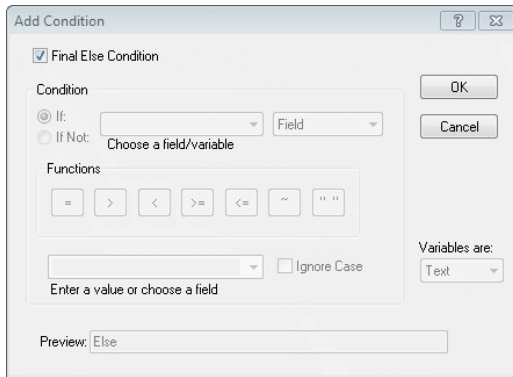 Add Condition
Final Else Condition
Condition
If:
Field
If Not:
Choose a field/variable
Functions
= > < >= <= ~ " "
Ignore Case
Enter a value or choose a field
Preview: Else
OK
Cancel
Variables are:
Text